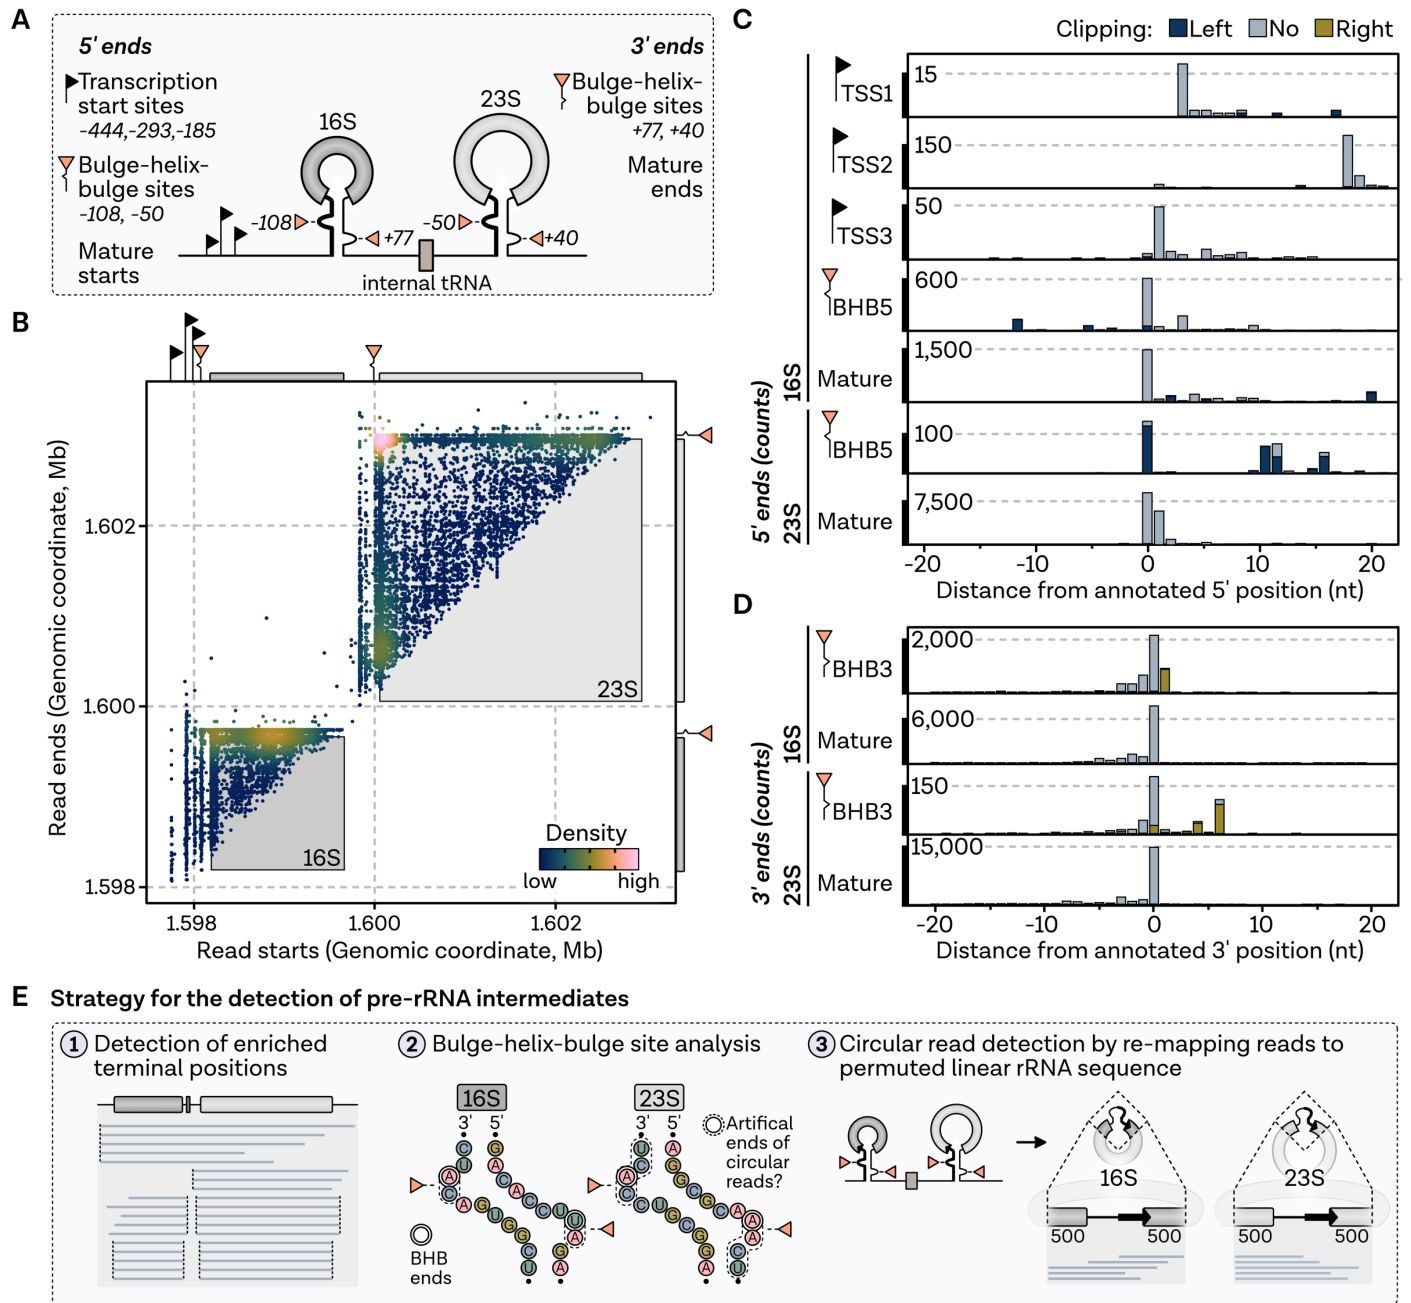 A
5' ends
Transcription
start sites
-444,-293,-185
Bulge-helix-
bulge sites
-108, -50
Mature
starts
3' ends
Bulge-helix-
bulge sites
+77, +40
Mature
ends
16S
23S
-108
+77
-50
+40
internal tRNA
B
Read ends (Genomic coordinate, Mb)
1.602
1.600
1.598
23S
16S
Density
low
high
1.598
1.600
1.602
Read starts (Genomic coordinate, Mb)
C
Clipping:
Left
No
Right
5' ends (counts)
16S
23S
TSS1
15
TSS2
150
TSS3
50
BHB5
600
Mature
1,500
BHB5
100
Mature
7,500
-20
-10
0
10
20
Distance from annotated 5' position (nt)
D
3' ends (counts)
16S
23S
BHB3
2,000
Mature
6,000
BHB3
150
Mature
15,000
-20
-10
0
10
20
Distance from annotated 3' position (nt)
E
Strategy for the detection of pre-rRNA intermediates
1
Detection of enriched
terminal positions
2
Bulge-helix-bulge site analysis
16S
3'
5'
C
U
A
C
A
G
U
G
G
C
U
G
A
C
A
C
C
U
U
A
G
A
BHB
ends
23S
3'
5'
U
C
A
C
C
U
G
G
C
A
A
A
G
G
C
G
C
A
A
A
C
U
Artifical
ends of
circular
reads?
3
Circular read detection by re-mapping reads to
permuted linear rRNA sequence
16S
500
500
23S
500
500